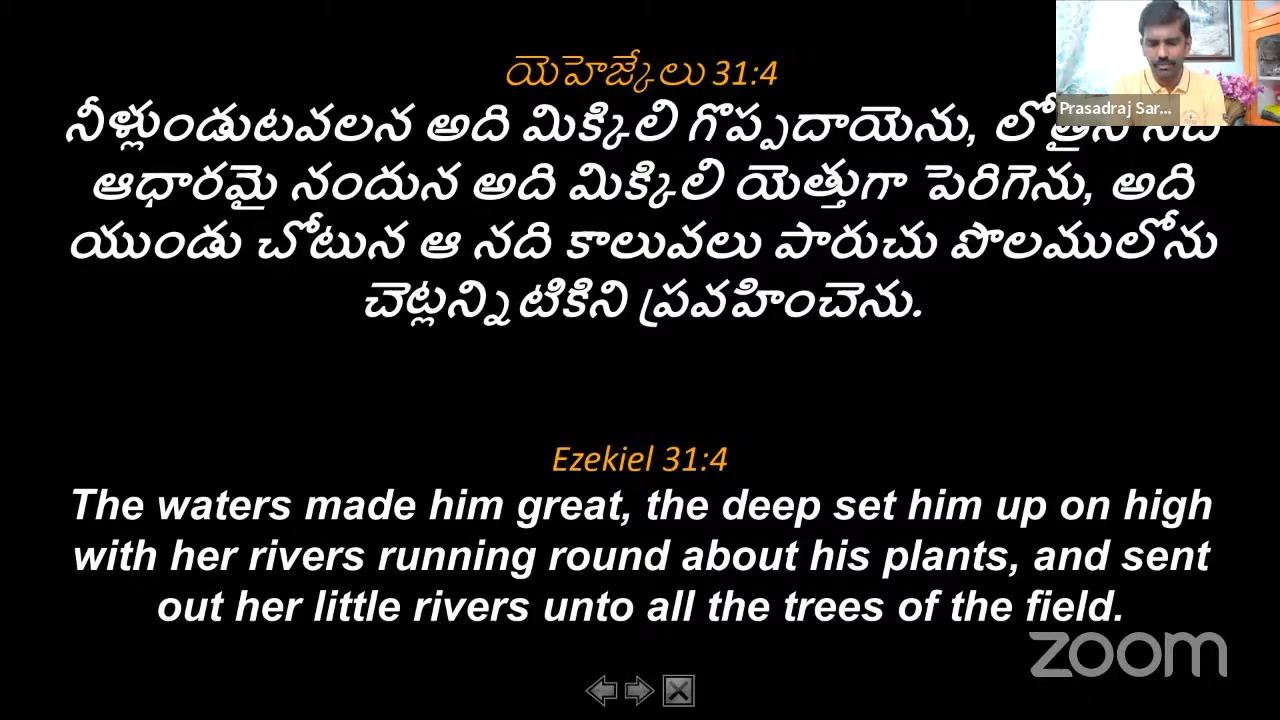 యెహెజ్కేలు 31:4
Prasadraj Sar...
నీళ్లుండుటవలన అది మిక్కిలి గొప్పదాయెను, లోతైన నది
ఆధారమై నందున అది మిక్కిలి యెత్తుగా పెరిగెను, అది
యుండు చోటున ఆ నది కాలువలు పారుచు పొలములోను
చెట్లన్నిటికిని ప్రవహించెను.
Ezekiel 31:4
The waters made him great, the deep set him up on high
with her rivers running round about his plants, and sent
out her little rivers unto all the trees of the field.
zoom